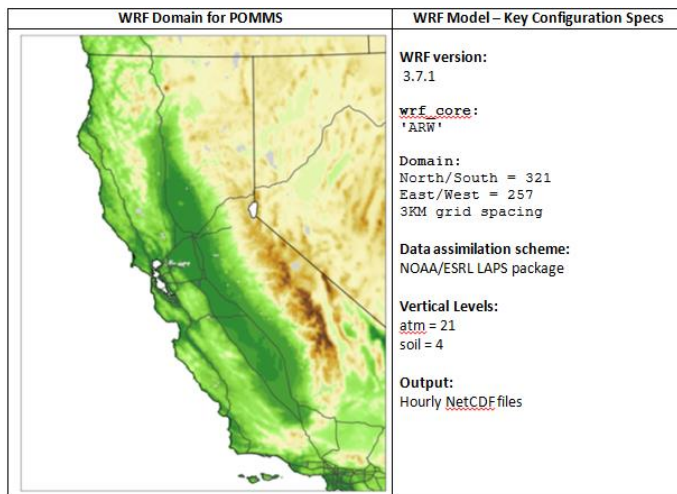 WRF Domain for POMMS
WRF Model – Key Configuration Specs
WRF version:
3.7.1
wrf_core:
'ARW'
Domain:
North/South = 321
East/West = 257
3KM grid spacing
Data assimilation scheme:
NOAA/ESRL LAPS package
Vertical Levels:
atm = 21
soil = 4
Output:
Hourly NetCDF files